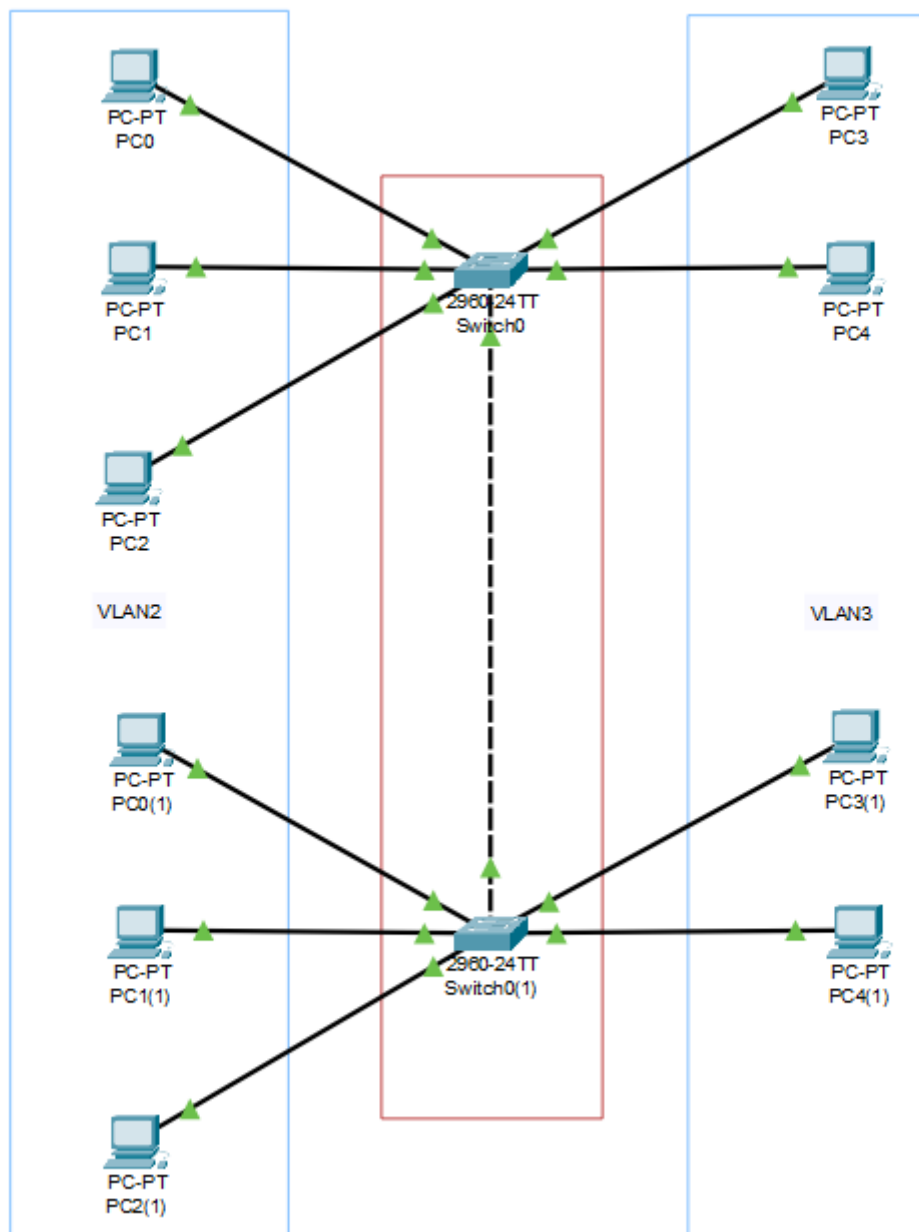 PC-PT
PC0
PC-PT
PC3
PC-PT
PC1
2960-24TT
Switch0
PC-PT
PC4
PC-PT
PC2
VLAN2
VLAN3
PC-PT
PC0(1)
PC-PT
PC3(1)
PC-PT
PC1(1)
2960-24TT
Switch0(1)
PC-PT
PC4(1)
PC-PT
PC2(1)